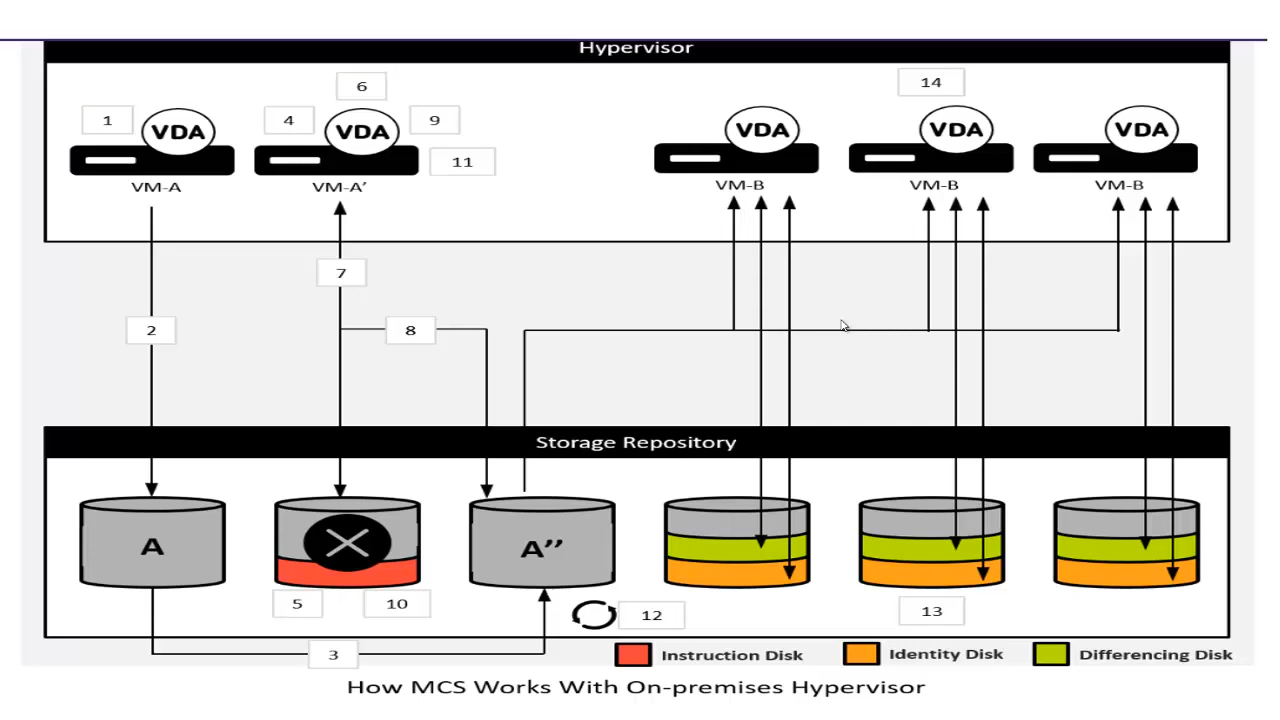 Hypervisor
14
6
1
VDA
4
VDA
9
VDA
VDA
VDA
11
VM-A
VM-A’
VM-B
VM-B
VM-B
7
2
8
Storage Repository
A
A’’
5
10
12
13
3
Instruction Disk
Identity Disk
Differencing Disk
How MCS Works With On-premises Hypervisor